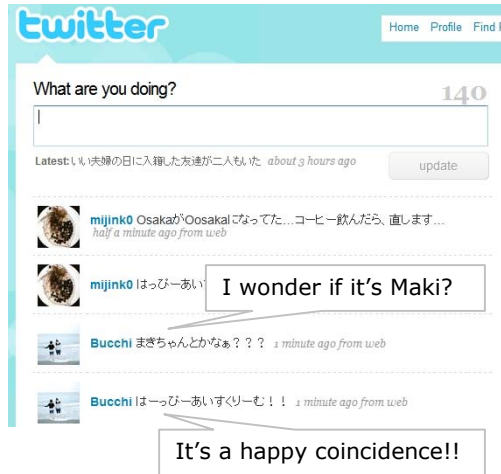 twitter
Home Profile Find
What are you doing?
140
Latest: いい夫婦の日に入籍した友達が二人もいた about 3 hours ago
update
mijink0 OsakaがOosakaになってた…コーヒー飲んだら、直します…
half a minute ago from web
mijink0 はっぴーあい
I wonder if it's Maki?
Bucchi まきちゃんとかなぁ？？？ 1 minute ago from web
Bucchi はーっぴーあいすくりーむ！！ 1 minute ago from web
It's a happy coincidence!!